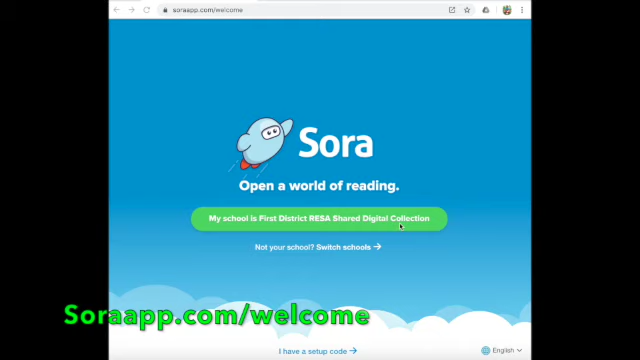 soraapp.com/welcome
Sora
Open a world of reading.
My school is First District RESA Shared Digital Collection
Not your school? Switch schools →
Soraapp.com/welcome
I have a setup code →
English